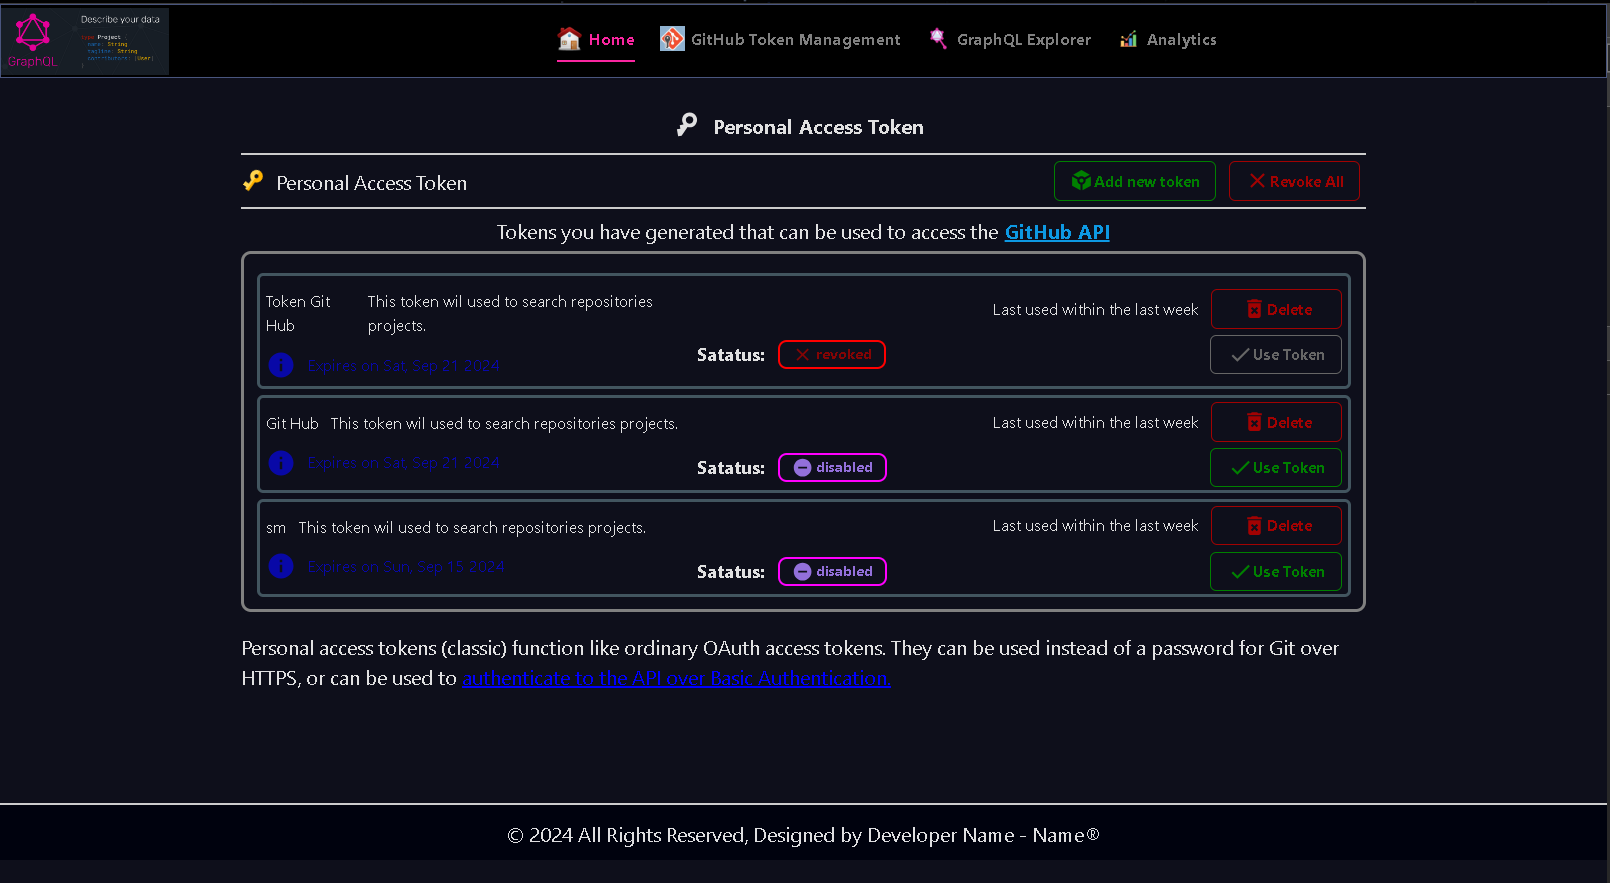 GraphQL
Describe your data
type Project {
name: String
tagline: String
contributors: [User]
}
Home
GitHub Token Management
GraphQL Explorer
Analytics
Personal Access Token
Personal Access Token
Add new token
Revoke All
Tokens you have generated that can be used to access the GitHub API
Token Git
Hub
This token wil used to search repositories
projects.
Last used within the last week
Delete
Expires on Sat, Sep 21 2024
Satatus:
revoked
Use Token
Git Hub
This token wil used to search repositories projects.
Last used within the last week
Delete
Expires on Sat, Sep 21 2024
Satatus:
disabled
Use Token
sm
This token wil used to search repositories projects.
Last used within the last week
Delete
Expires on Sun, Sep 15 2024
Satatus:
disabled
Use Token
Personal access tokens (classic) function like ordinary OAuth access tokens. They can be used instead of a password for Git over
HTTPS, or can be used to authenticate to the API over Basic Authentication.
© 2024 All Rights Reserved, Designed by Developer Name - Name®